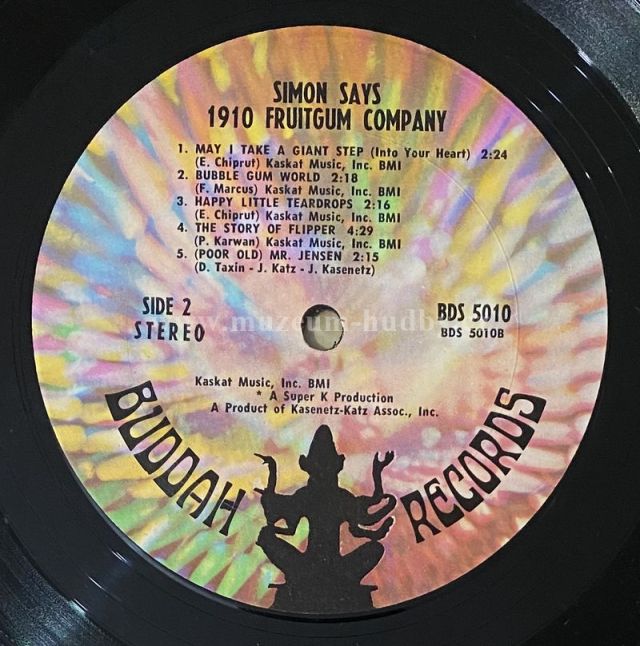 SIMON SAYS
1910 FRUITGUM COMPANY
1. MAY I TAKE A GIANT STEP (Into Your Heart) 2:24
(E. Chiprut) Kaskat Music, Inc. BMI
2. BUBBLE GUM WORLD 2:18
(F. Marcus) Kaskat Music, Inc. BMI
3. HAPPY LITTLE TEARDROPS 2:16
(E. Chiprut) Kaskat Music, Inc. BMI
4. THE STORY OF FLIPPER 4:29
(P. Karwan) Kaskat Music, Inc. BMI
5. (POOR OLD) MR. JENSEN 2:15
(D. Taxin - J. Katz - J. Kasenetz)
SIDE 2
STEREO
BDS 5010
BDS 5010B
www.muzeum-hudb
Kaskat Music, Inc. BMI
* A Super K Production
A Product of Kasenetz-Katz Assoc., Inc.
BUDDAH RECORDS